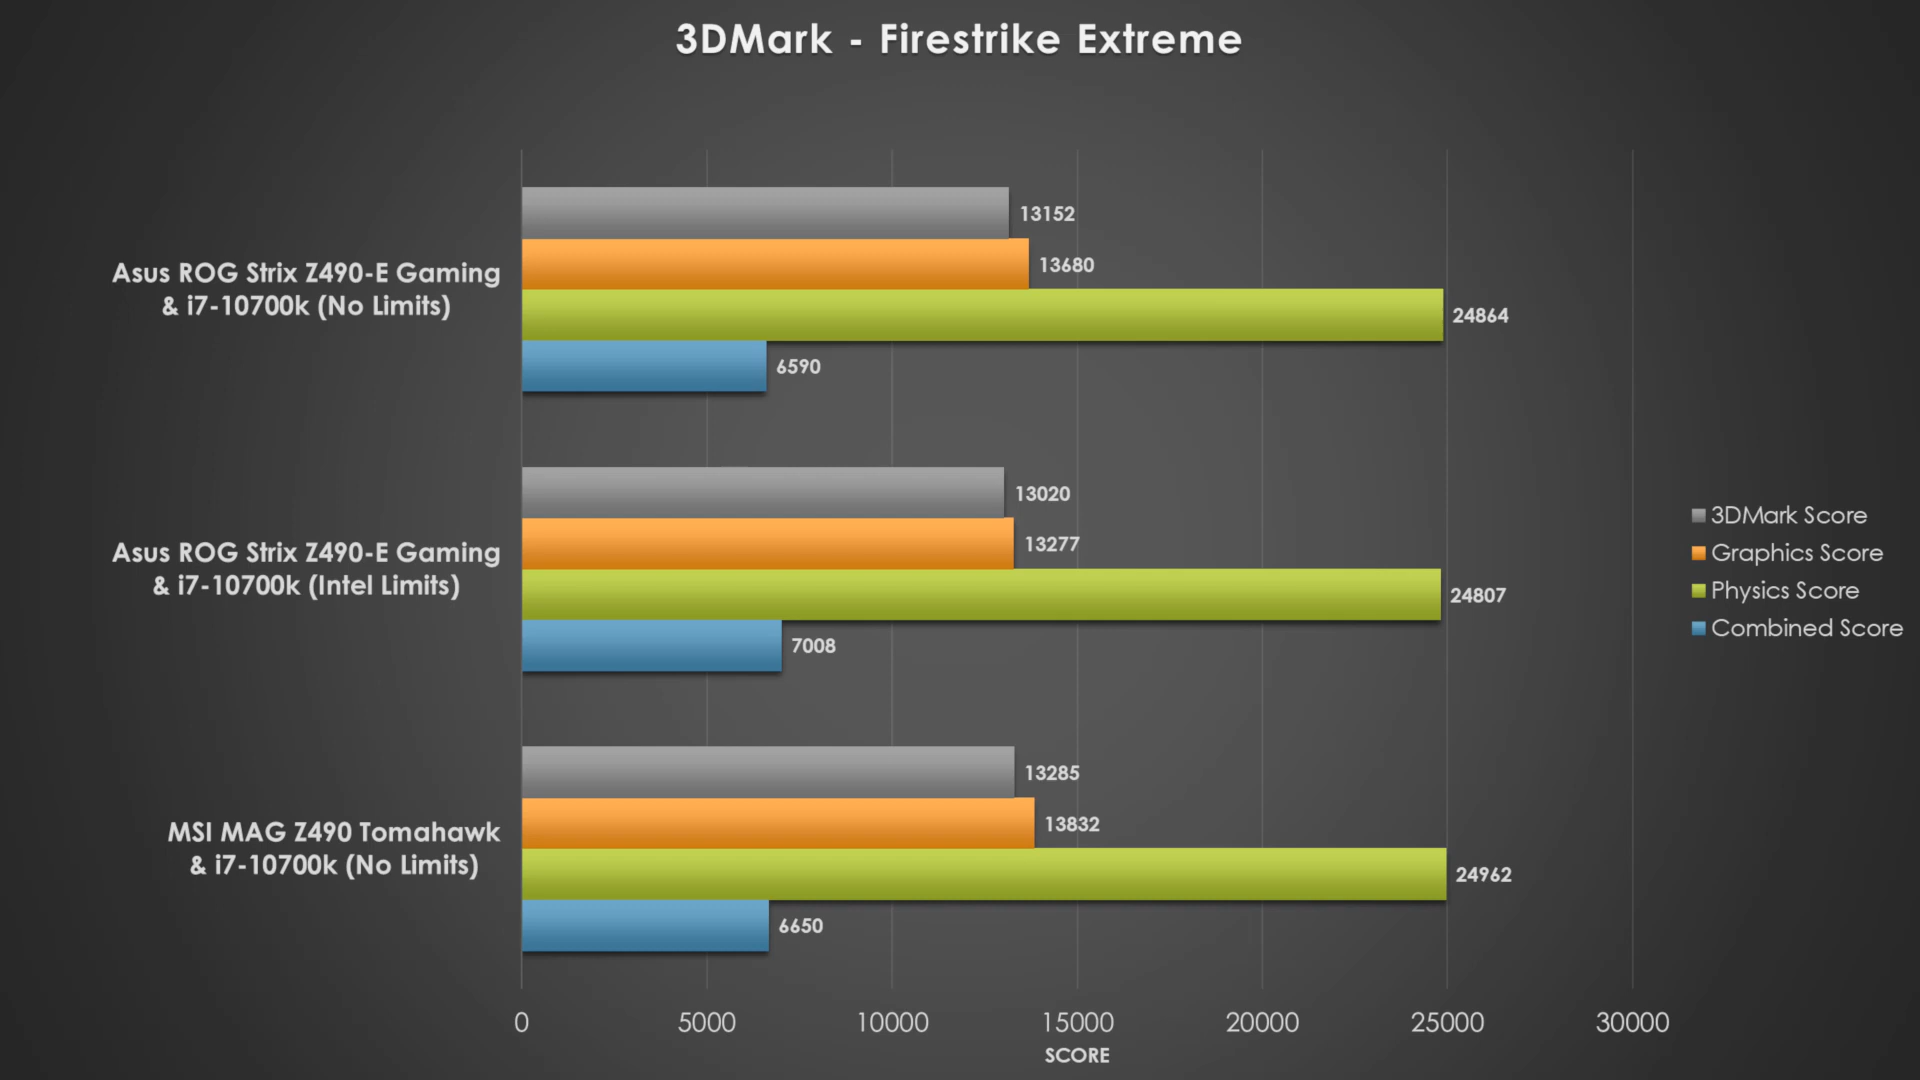 3DMark - Firestrike Extreme
Asus ROG Strix Z490-E Gaming
& i7-10700k (No Limits)
13152
13680
24864
6590
Asus ROG Strix Z490-E Gaming
& i7-10700k (Intel Limits)
13020
13277
24807
7008
MSI MAG Z490 Tomahawk
& i7-10700k (No Limits)
13285
13832
24962
6650
3DMark Score
Graphics Score
Physics Score
Combined Score
0 5000 10000 15000 20000 25000 30000
SCORE